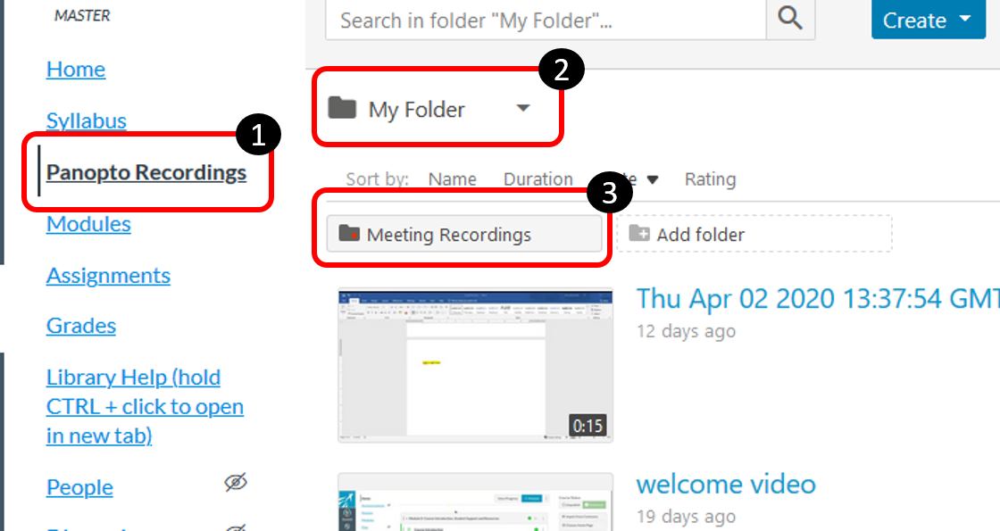 MASTER
Home
Syllabus
1
Panopto Recordings
Modules
Assignments
Grades
Library Help (hold
CTRL + click to open
in new tab)
People
Search in folder "My Folder"...
Create
2
My Folder
Sort by: Name Duration Rating
3
Meeting Recordings
Add folder
Thu Apr 02 2020 13:37:54 GMT
12 days ago
0:15
welcome video
19 days ago